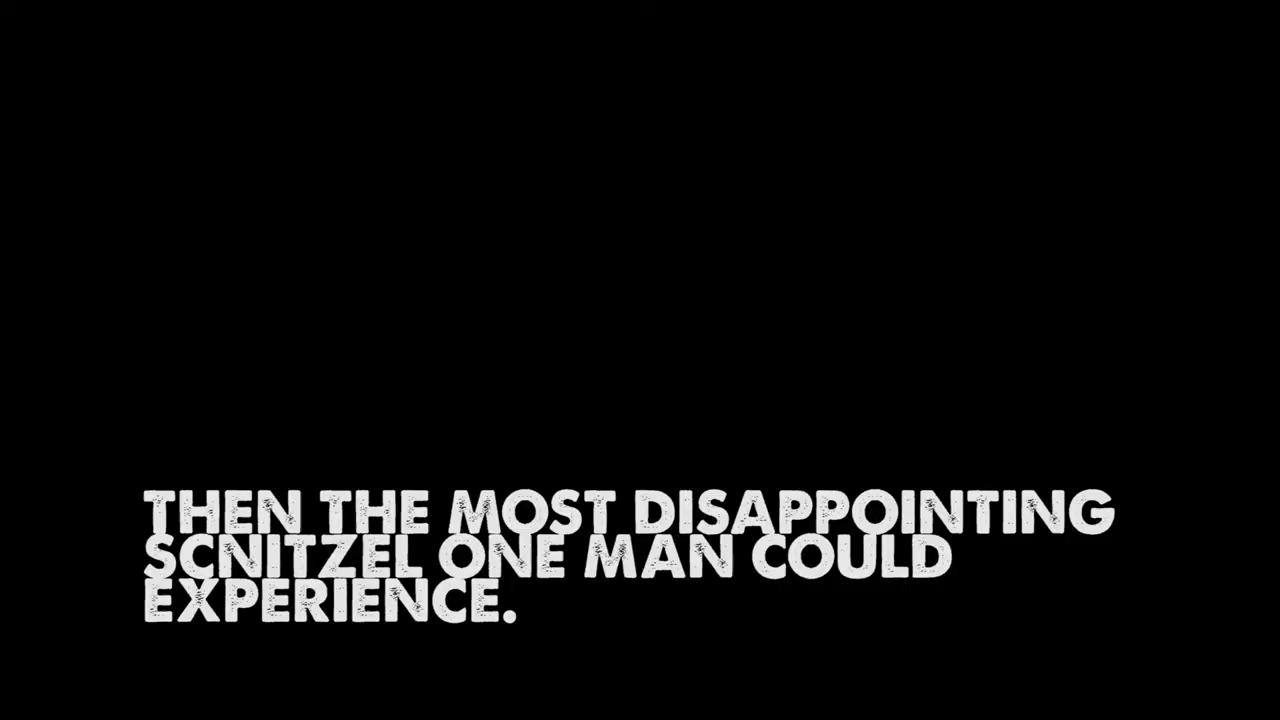 THEN THE MOST DISAPPOINTING
SCNITZEL ONE MAN COULD
EXPERIENCE.